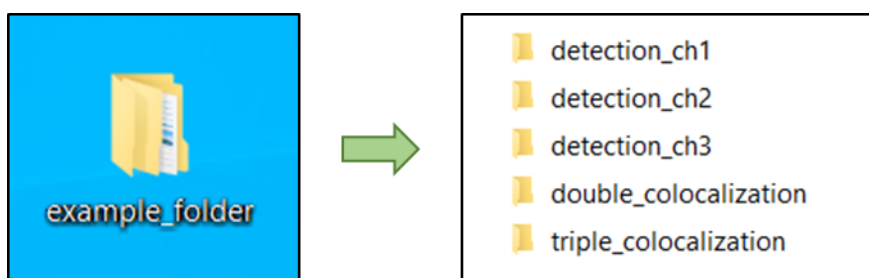 example_folder
detection_ch1
detection_ch2
detection_ch3
double_colocalization
triple_colocalization